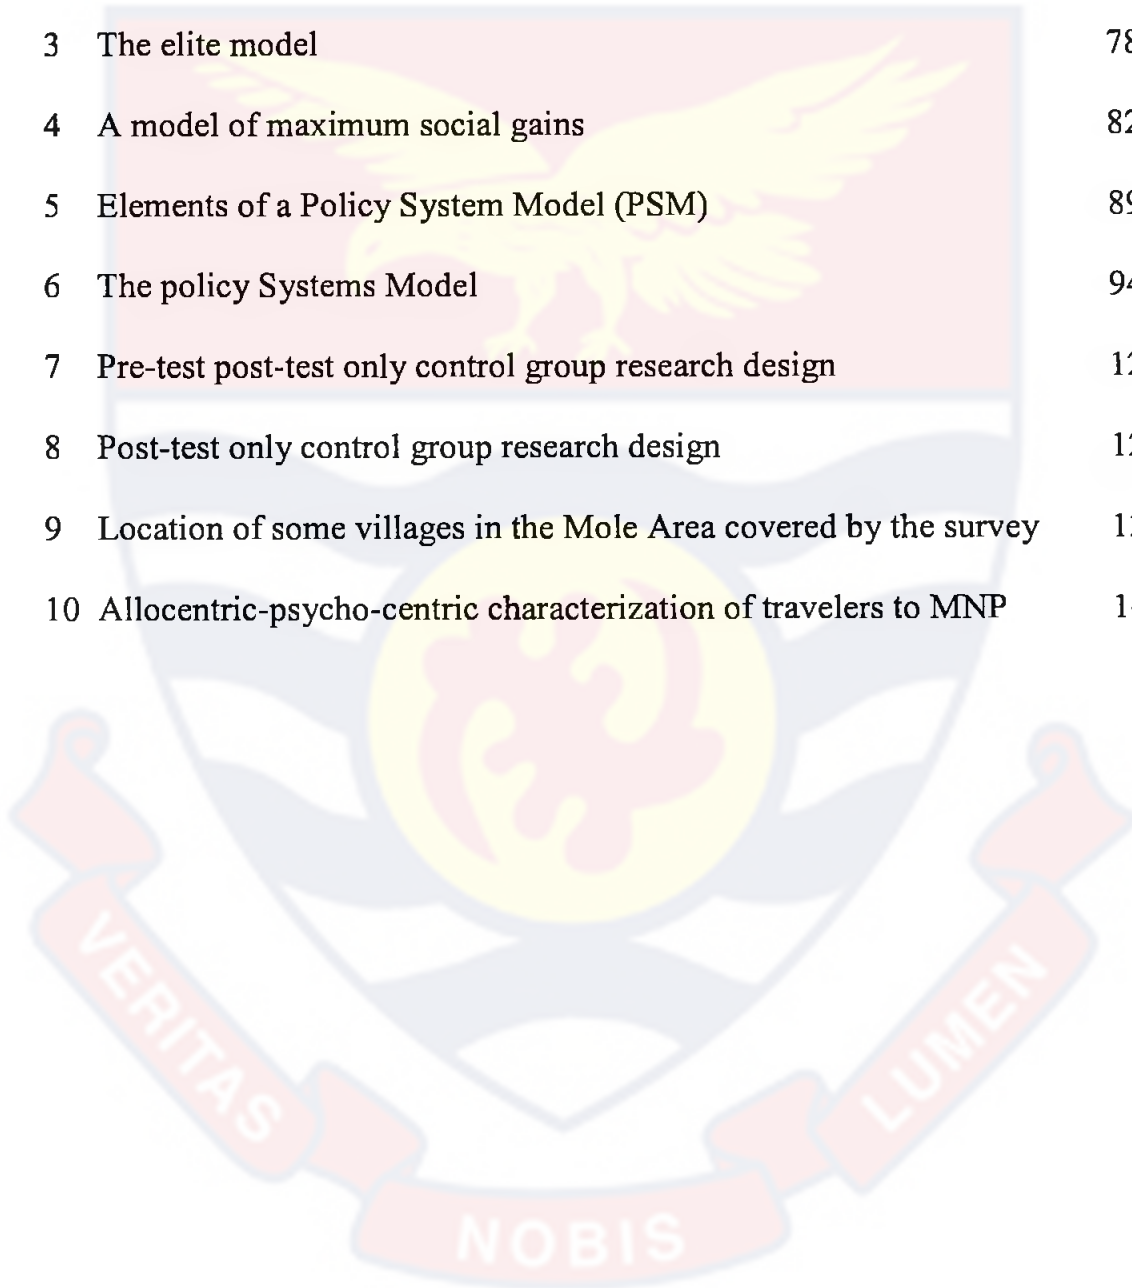 3 The elite model 78
4 A model of maximum social gains 82
5 Elements of a Policy System Model (PSM) 89
6 The policy Systems Model 94
7 Pre-test post-test only control group research design
8 Post-test only control group research design
9 Location of some villages in the Mole Area covered by the survey
10 Allocentric-psycho-centric characterization of travelers to MNP
VERITAS
NOBIS
LUMEN